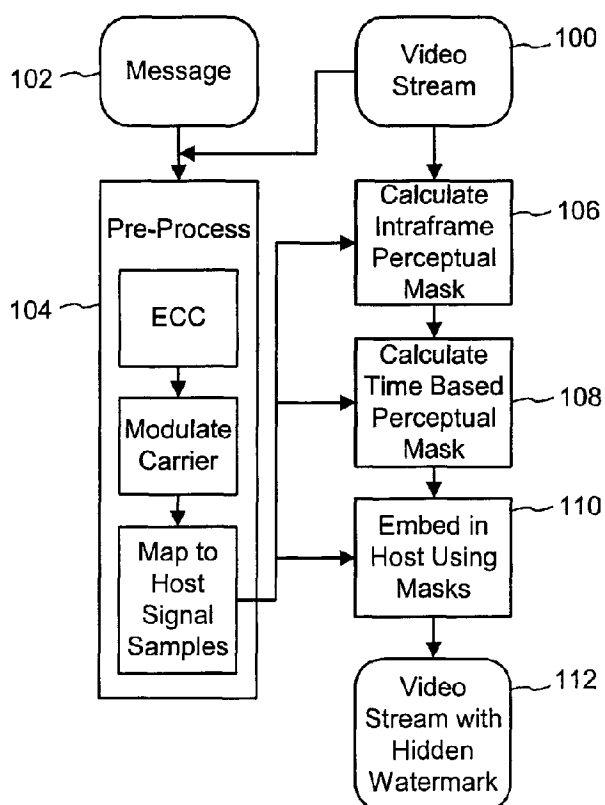 102
Message
Video
Stream
100
Pre-Process
104
ECC
Modulate
Carrier
Map to
Host
Signal
Samples
Calculate
Intraframe
Perceptual
Mask
106
Calculate
Time Based
Perceptual
Mask
108
Embed in
Host Using
Masks
110
Video
Stream with
Hidden
Watermark
112